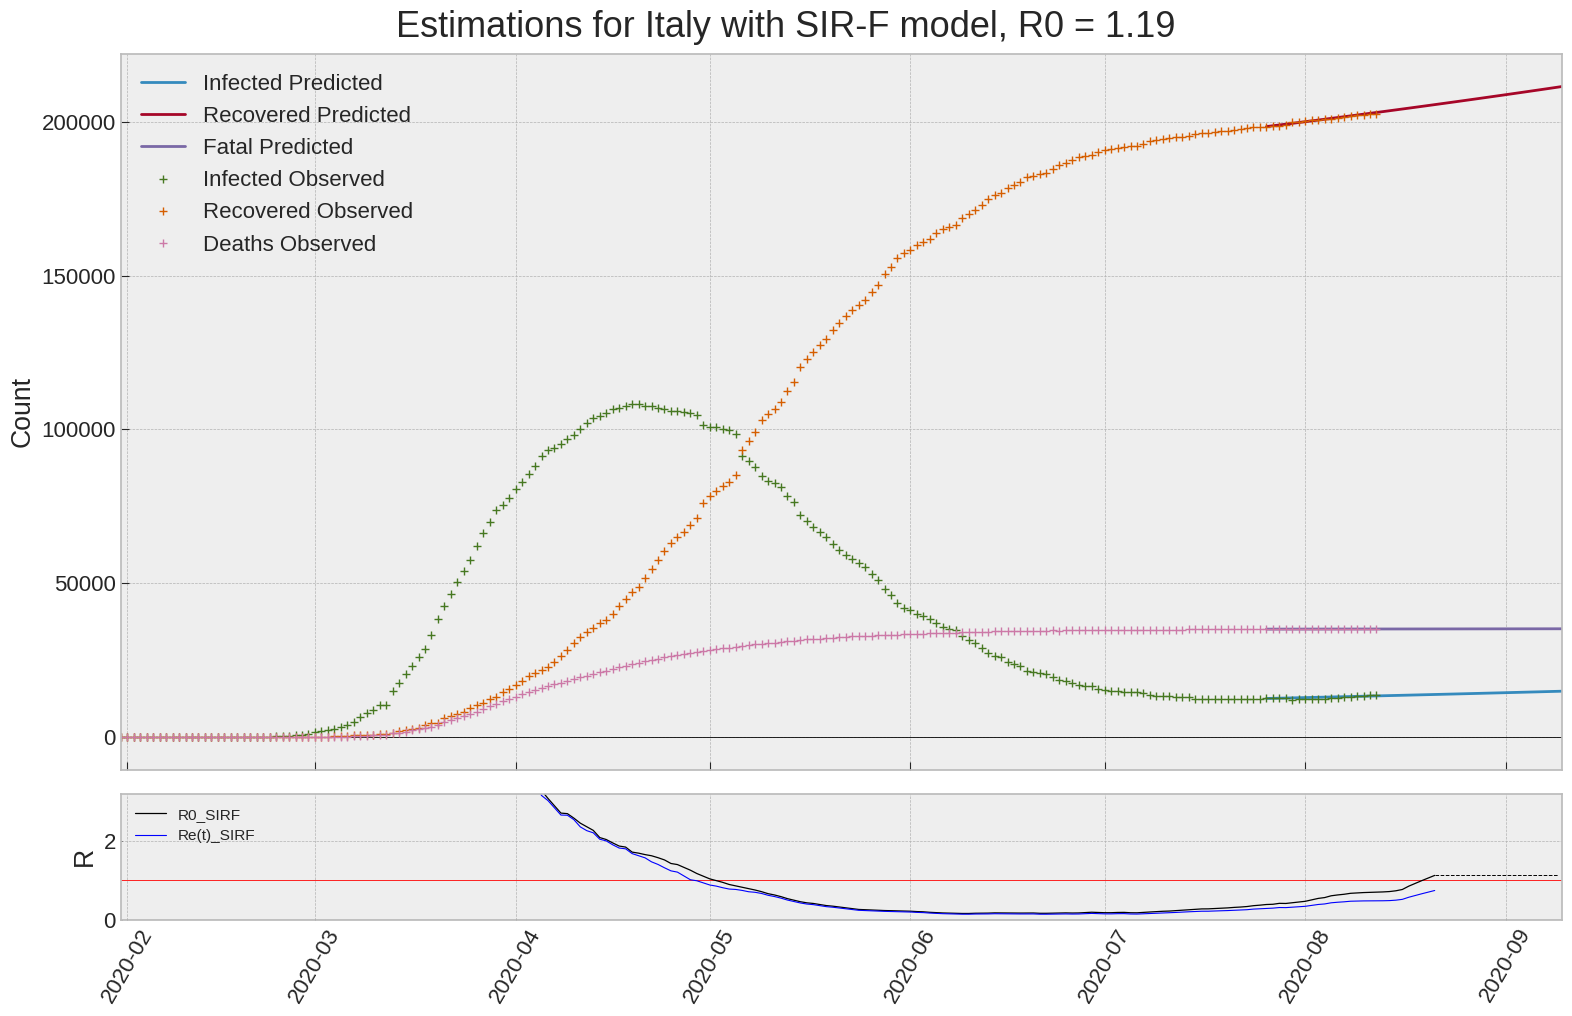 Estimations for Italy with SIR-F model, R0 = 1.19
Infected Predicted
Recovered Predicted
Fatal Predicted
Infected Observed
Recovered Observed
Deaths Observed
200000
150000
100000
50000
0
Count
R0_SIRF
Re(t)_SIRF
2
0
R
2020-02
2020-03
2020-04
2020-05
2020-06
2020-07
2020-08
2020-09